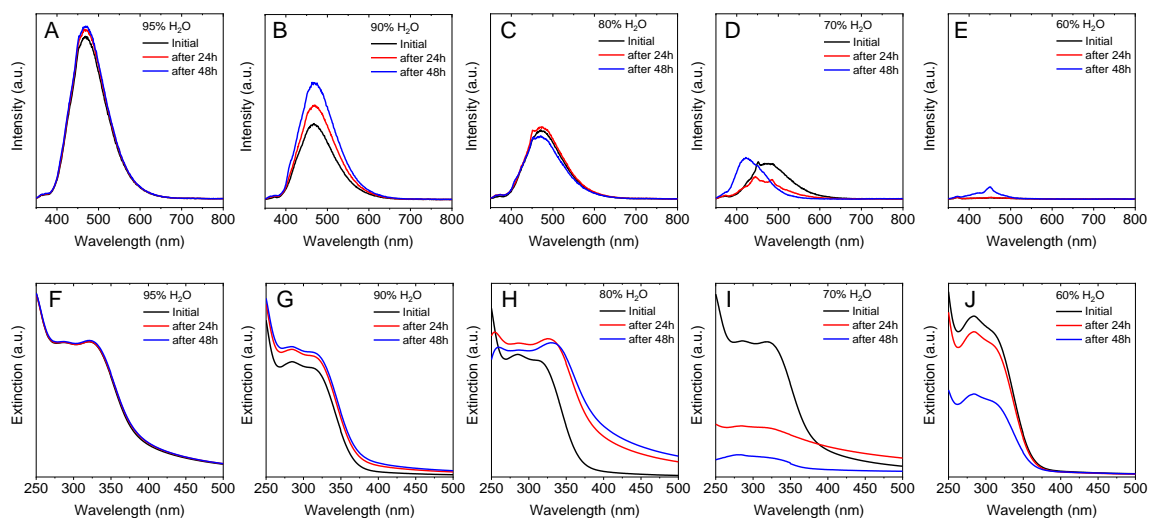 A
95% H₂O
Initial
after 24h
after 48h
Intensity (a.u.)
400 500 600 700 800
Wavelength (nm)
B
90% H₂O
Initial
after 24h
after 48h
Intensity (a.u.)
400 500 600 700 800
Wavelength (nm)
C
80% H₂O
Initial
after 24h
after 48h
Intensity (a.u.)
400 500 600 700 800
Wavelength (nm)
D
70% H₂O
Initial
after 24h
after 48h
Intensity (a.u.)
400 500 600 700 800
Wavelength (nm)
E
60% H₂O
Initial
after 24h
after 48h
Intensity (a.u.)
400 500 600 700 800
Wavelength (nm)
F
95% H₂O
Initial
after 24h
after 48h
Extinction (a.u.)
250 300 350 400 450 500
Wavelength (nm)
G
90% H₂O
Initial
after 24h
after 48h
Extinction (a.u.)
250 300 350 400 450 500
Wavelength (nm)
H
80% H₂O
Initial
after 24h
after 48h
Extinction (a.u.)
250 300 350 400 450 500
Wavelength (nm)
I
70% H₂O
Initial
after 24h
after 48h
Extinction (a.u.)
250 300 350 400 450 500
Wavelength (nm)
J
60% H₂O
Initial
after 24h
after 48h
Extinction (a.u.)
250 300 350 400 450 500
Wavelength (nm)